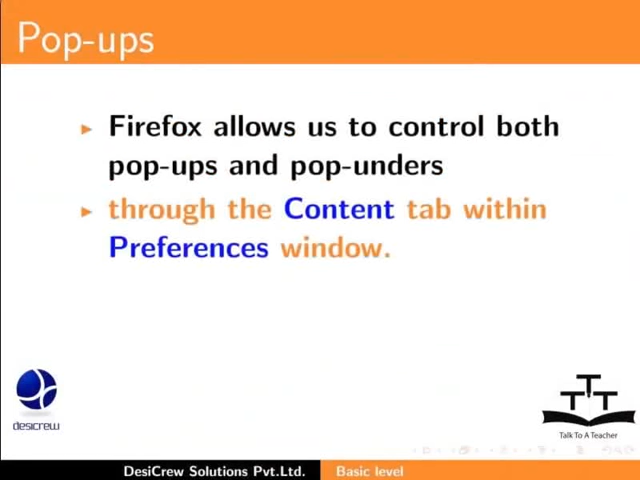 Pop-ups
Firefox allows us to control both
pop-ups and pop-unders
through the Content tab within
Preferences window.
desicrew
TTT
Talk To A Teacher
DesiCrew Solutions Pvt.Ltd.
Basic level